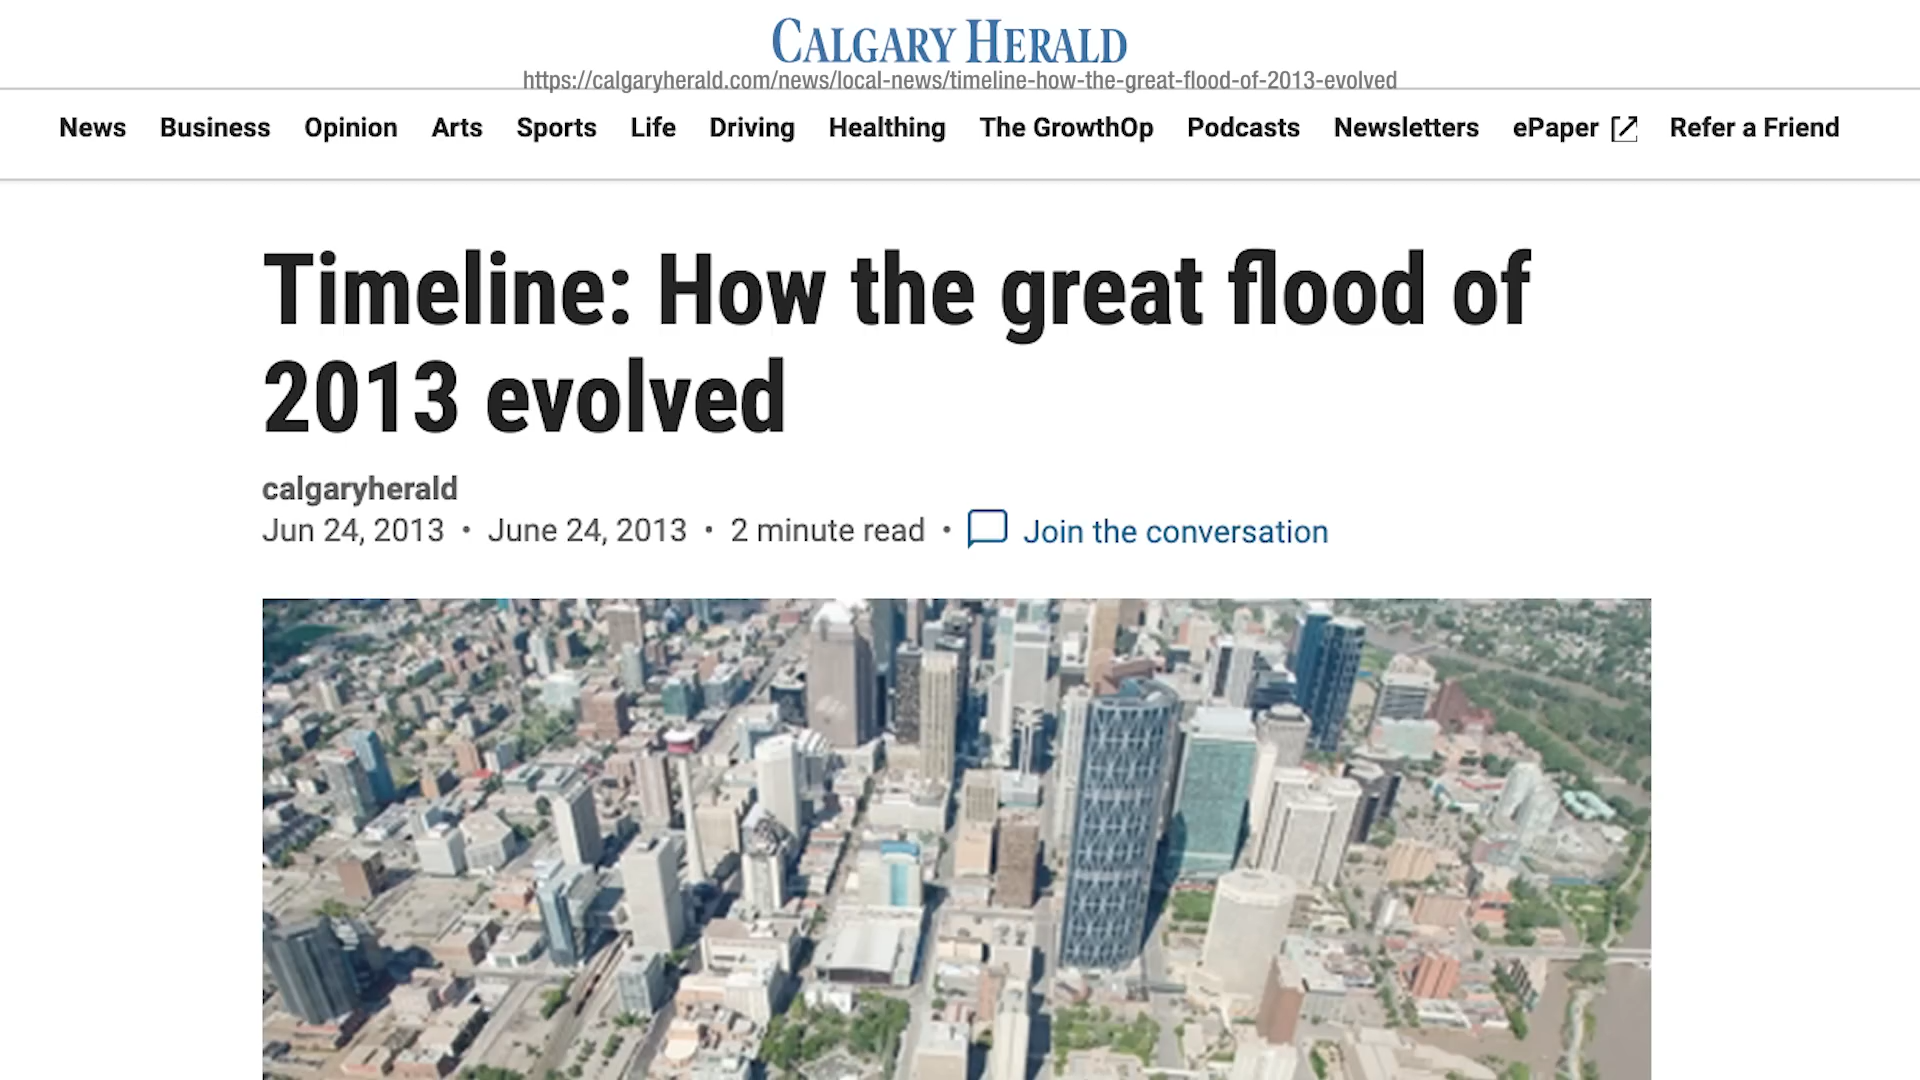 CALGARY HERALD
https://calgaryherald.com/news/local-news/timeline-how-the-great-flood-of-2013-evolved
News Business Opinion Arts Sports Life Driving Healthing The GrowthOp Podcasts Newsletters ePaper Refer a Friend
Timeline: How the great flood of
2013 evolved
calgaryherald
Jun 24, 2013 • June 24, 2013 • 2 minute read • Join the conversation